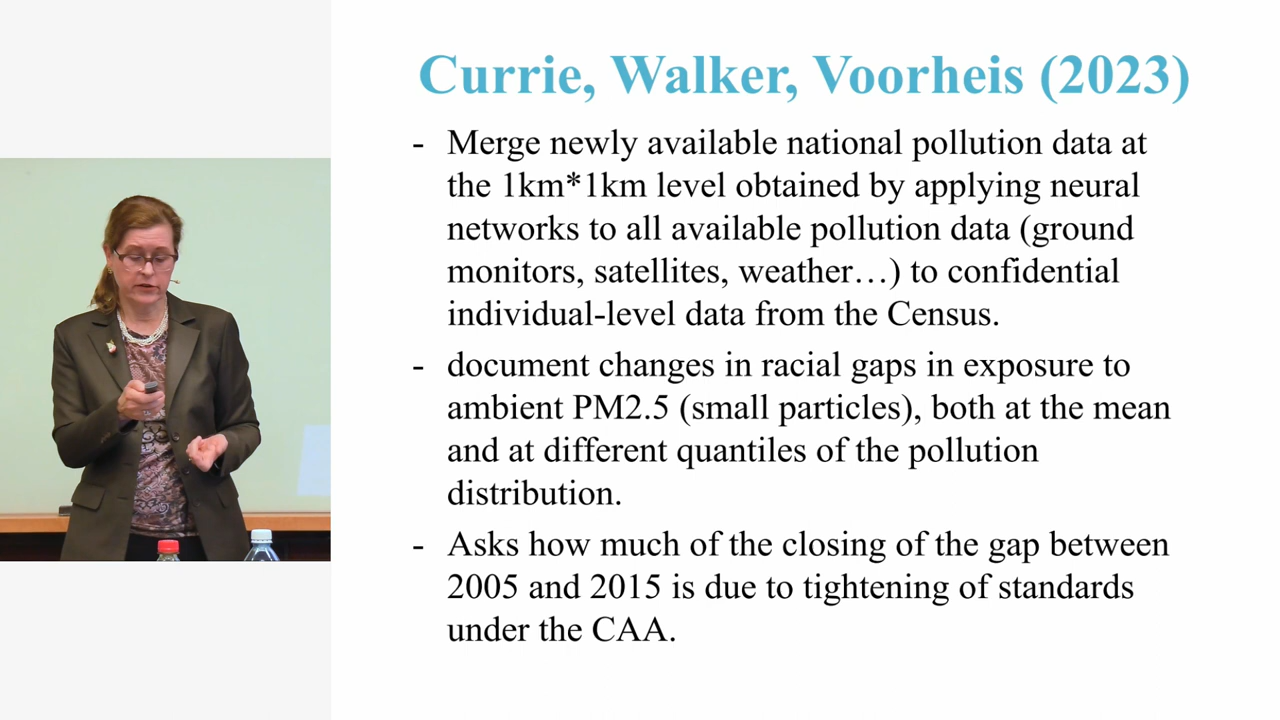 Currie, Walker, Voorheis (2023)
- Merge newly available national pollution data at
the 1km*1km level obtained by applying neural
networks to all available pollution data (ground
monitors, satellites, weather…) to confidential
individual-level data from the Census.
- document changes in racial gaps in exposure to
ambient PM2.5 (small particles), both at the mean
and at different quantiles of the pollution
distribution.
- Asks how much of the closing of the gap between
2005 and 2015 is due to tightening of standards
under the CAA.